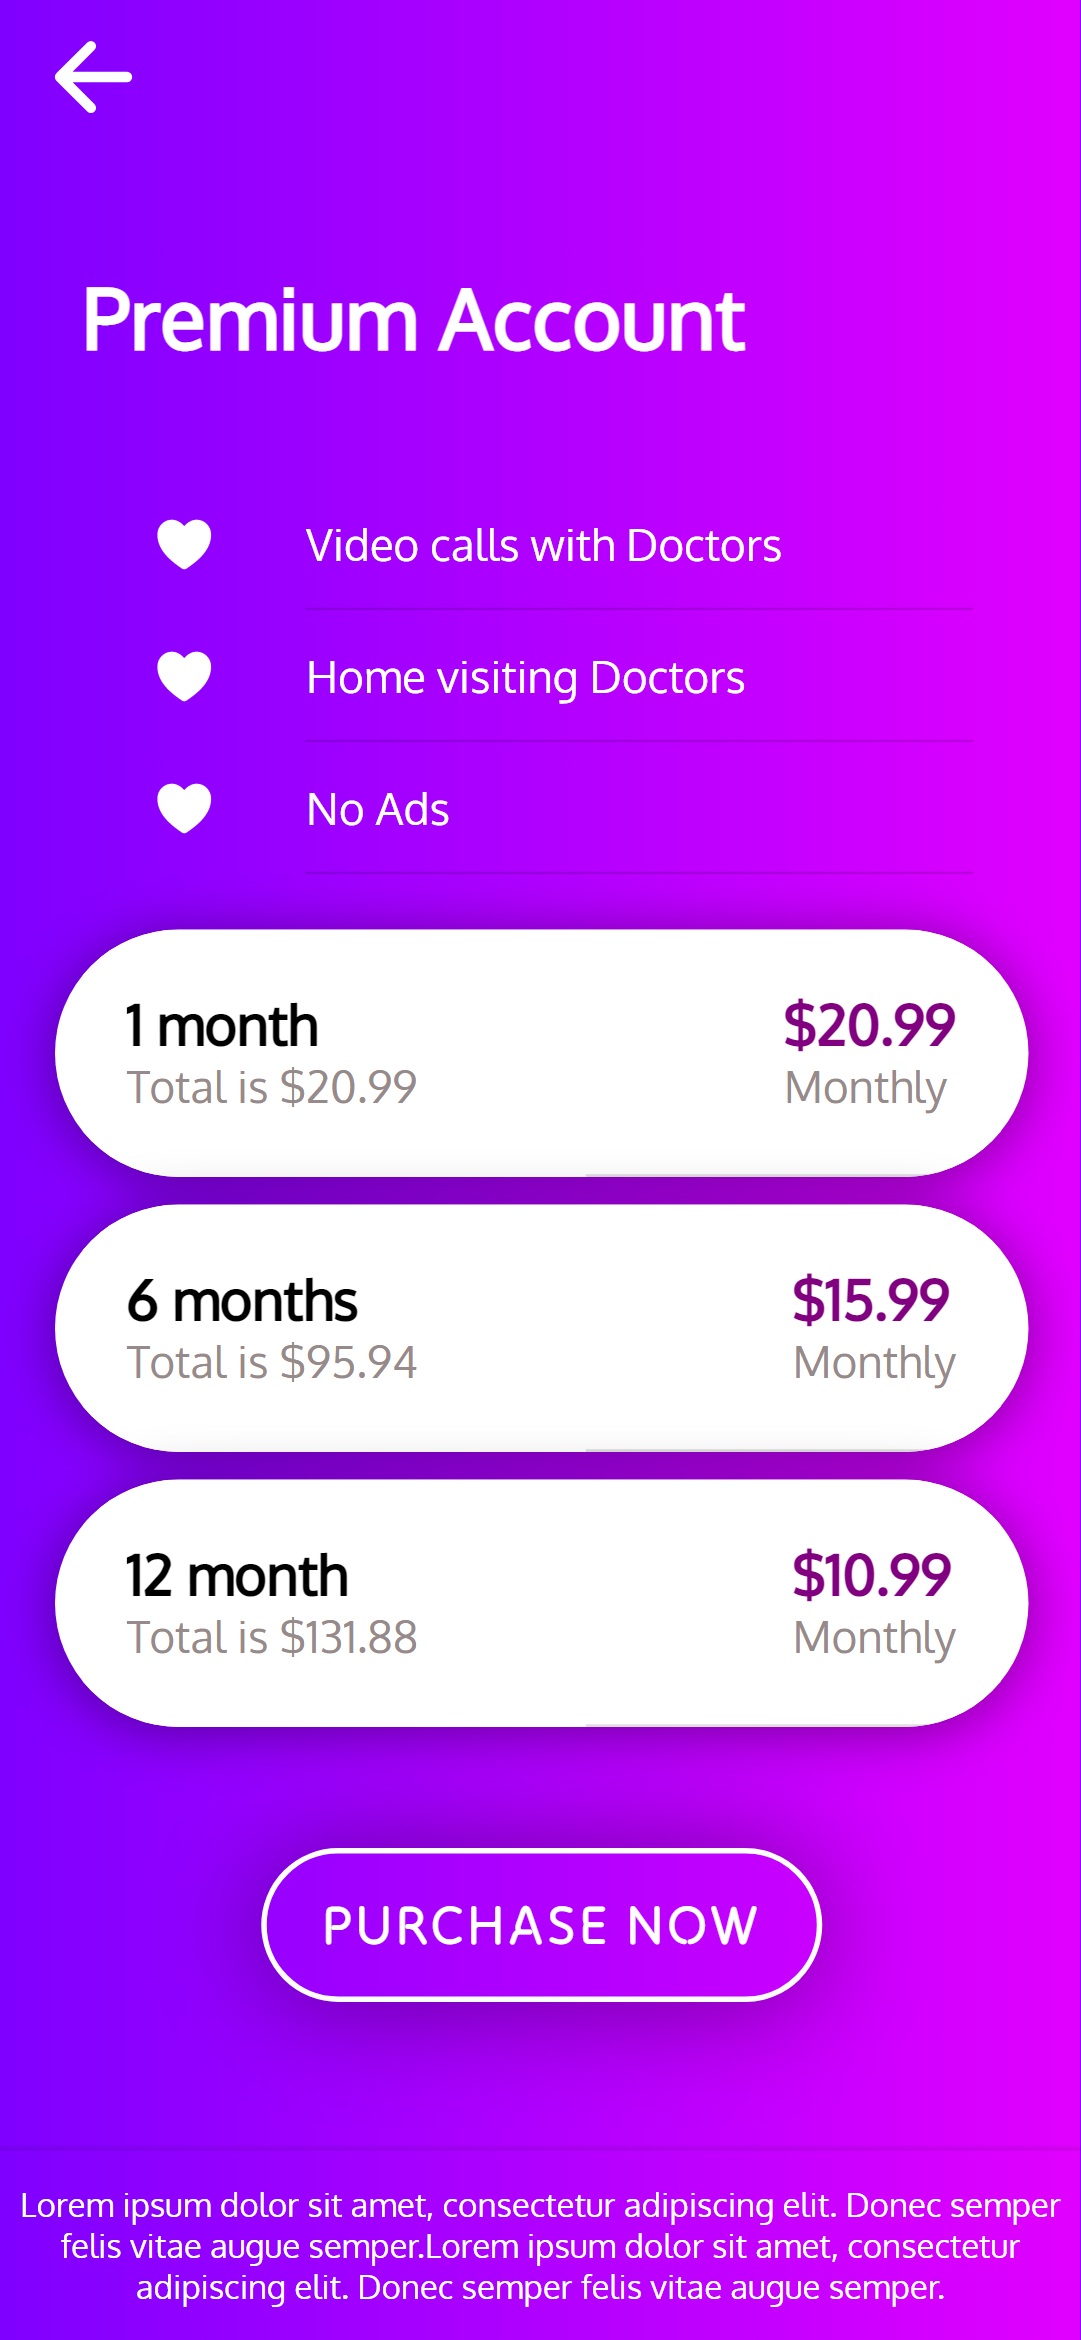 Premium Account
Video calls with Doctors
Home visiting Doctors
No Ads
1 month
$20.99
Total is $20.99
Monthly
6 months
$15.99
Total is $95.94
Monthly
12 month
$10.99
Total is $131.88
Monthly
PURCHASE NOW
Lorem ipsum dolor sit amet, consectetur adipiscing elit. Donec semper
felis vitae augue semper.Lorem ipsum dolor sit amet, consectetur
adipiscing elit. Donec semper felis vitae augue semper.